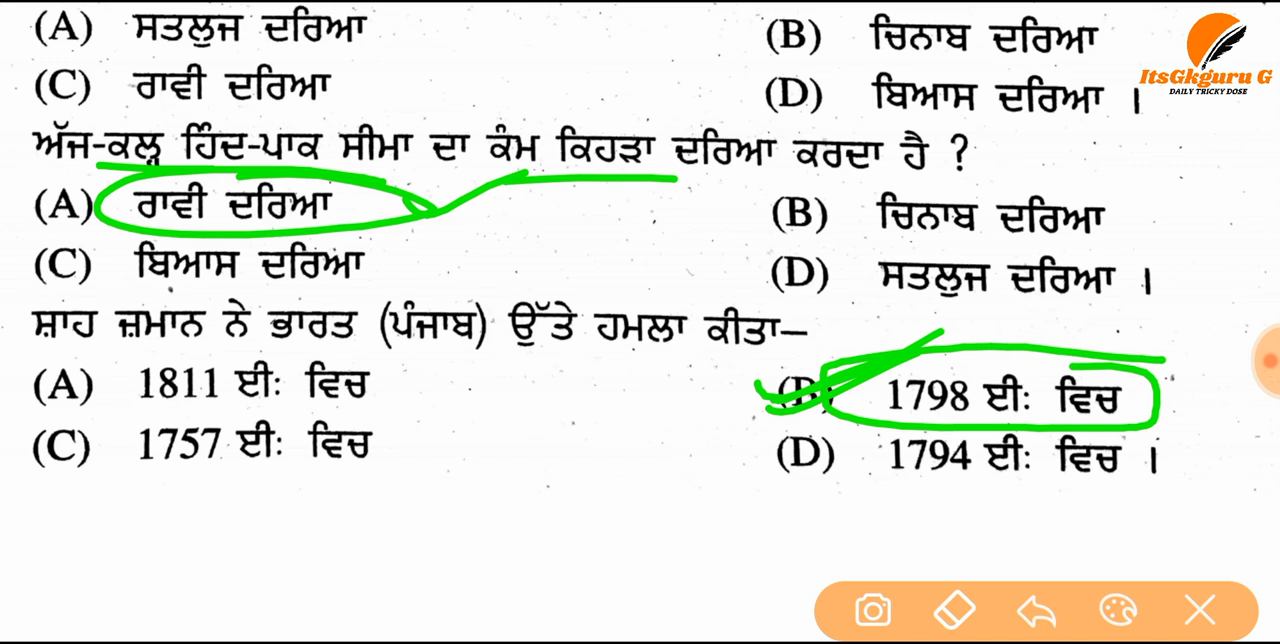 (A) ਸਤਲੁਜ ਦਰਿਆ (B) ਚਿਨਾਬ ਦਰਿਆ
(C) ਰਾਵੀ ਦਰਿਆ (D) ਬਿਆਸ ਦਰਿਆ ।
ItsGkguru G
DAILY TRICKY DOSE
ਅੱਜ-ਕਲ੍ਹ ਹਿੰਦ-ਪਾਕ ਸੀਮਾ ਦਾ ਕੰਮ ਕਿਹੜਾ ਦਰਿਆ ਕਰਦਾ ਹੈ ?
(A) ਰਾਵੀ ਦਰਿਆ (B) ਚਿਨਾਬ ਦਰਿਆ
(C) ਬਿਆਸ ਦਰਿਆ (D) ਸਤਲੁਜ ਦਰਿਆ ।
ਸ਼ਾਹ ਜ਼ਮਾਨ ਨੇ ਭਾਰਤ (ਪੰਜਾਬ) ਉੱਤੇ ਹਮਲਾ ਕੀਤਾ—
(A) 1811 ਈ: ਵਿਚ (B) 1798 ਈ: ਵਿਚ
(C) 1757 ਈ: ਵਿਚ (D) 1794 ਈ: ਵਿਚ ।